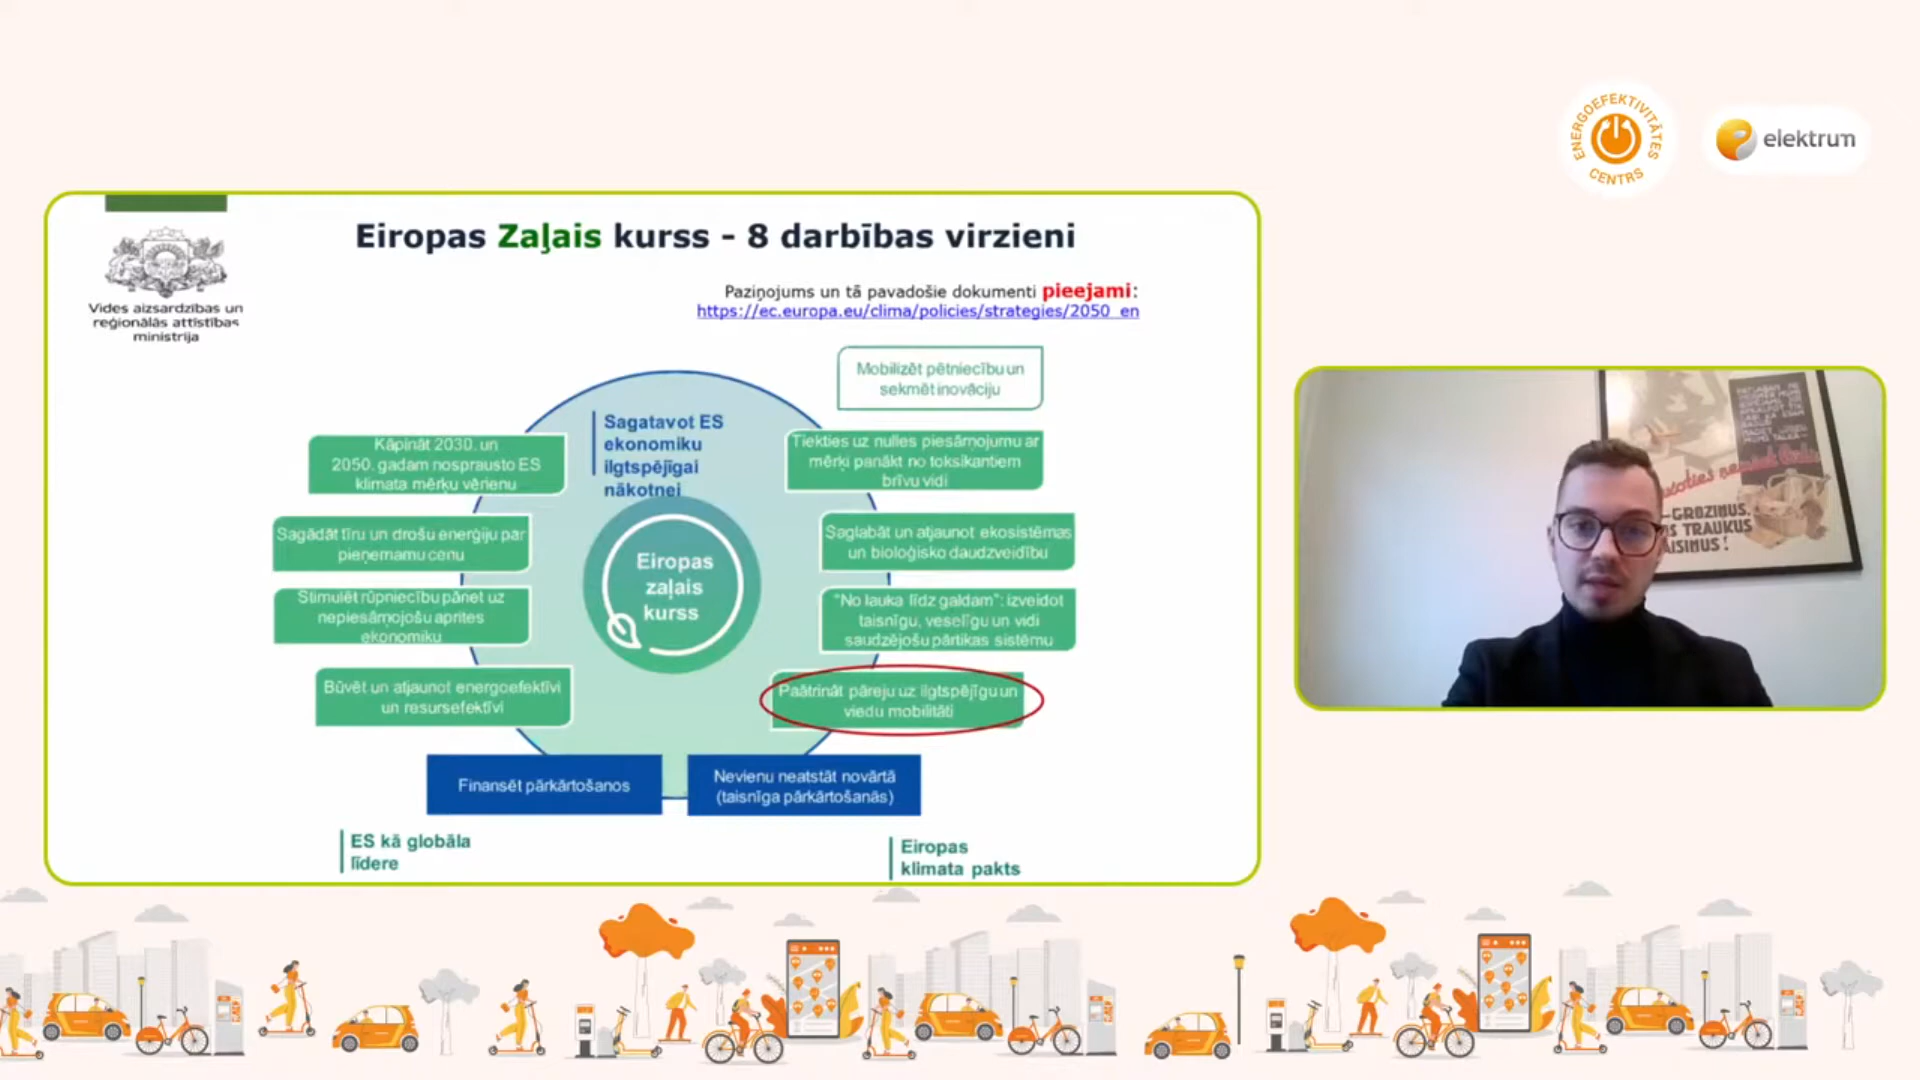 ENERGOEFEKTIVITĀTES
CENTRS
elektrum
Eiropas Zaļais kurss - 8 darbības virzieni
Vides aizsardzības un
reģionālās attīstības
ministrija
Paziņojums un tā pavadošie dokumenti pieejami:
https://ec.europa.eu/clima/policies/strategies/2050_en
Mobilizēt pētniecību un
sekmēt inovāciju
Sagatavot ES
ekonomiku
ilgtspējīgai
nākotnei
Kāpināt 2030. un
2050. gadam nosprausto ES
klimata mērķu vērienu
Tiekties uz nulles piesārņojumu ar
mērķi panākt no toksikantiem
brīvu vidi
Sagādāt tīru un drošu enerģiju par
pieņemamu cenu
Saglabāt un atjaunot ekosistēmas
un bioloģisko daudzveidību
Eiropas
zaļais
kurss
Stimulēt rūpniecību pāriet uz
nepiesārņojošu aprites
ekonomiku
"No lauka līdz galdam": izveidot
taisnīgu, veselīgu un vidi
saudzējošu pārtikas sistēmu
Būvēt un atjaunot energoefektīvi
un resursefektīvi
Paātrināt pāreju uz ilgtspējīgu un
viedu mobilitāti
Finansēt pārkārtošanos
Nevienu neatstāt novārtā
(taisnīga pārkārtošanās)
ES kā globāla
līdere
Eiropas
klimata pakts
-GROZIŅUS,
TRAUKUS